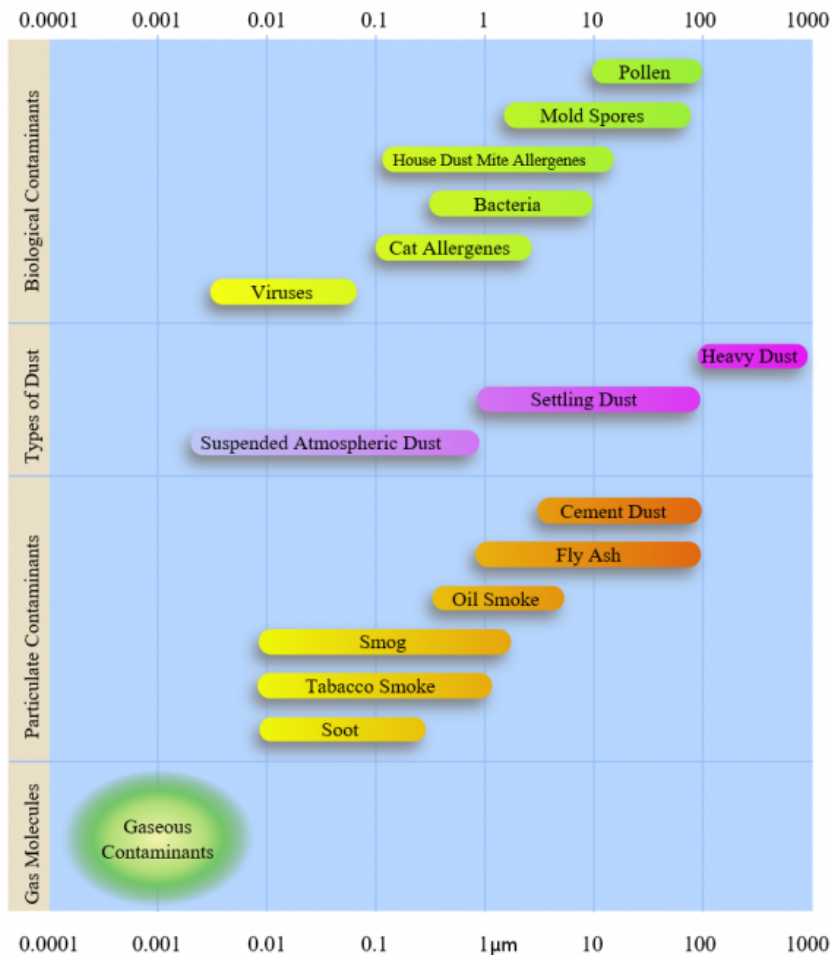 0.0001 0.001 0.01 0.1 1 10 100 1000
Biological Contaminants
Pollen
Mold Spores
House Dust Mite Allergenes
Bacteria
Cat Allergenes
Viruses
Types of Dust
Heavy Dust
Settling Dust
Suspended Atmospheric Dust
Particulate Contaminants
Cement Dust
Fly Ash
Oil Smoke
Smog
Tabacco Smoke
Soot
Gas Molecules
Gaseous
Contaminants
0.0001 0.001 0.01 0.1 1μm 10 100 1000